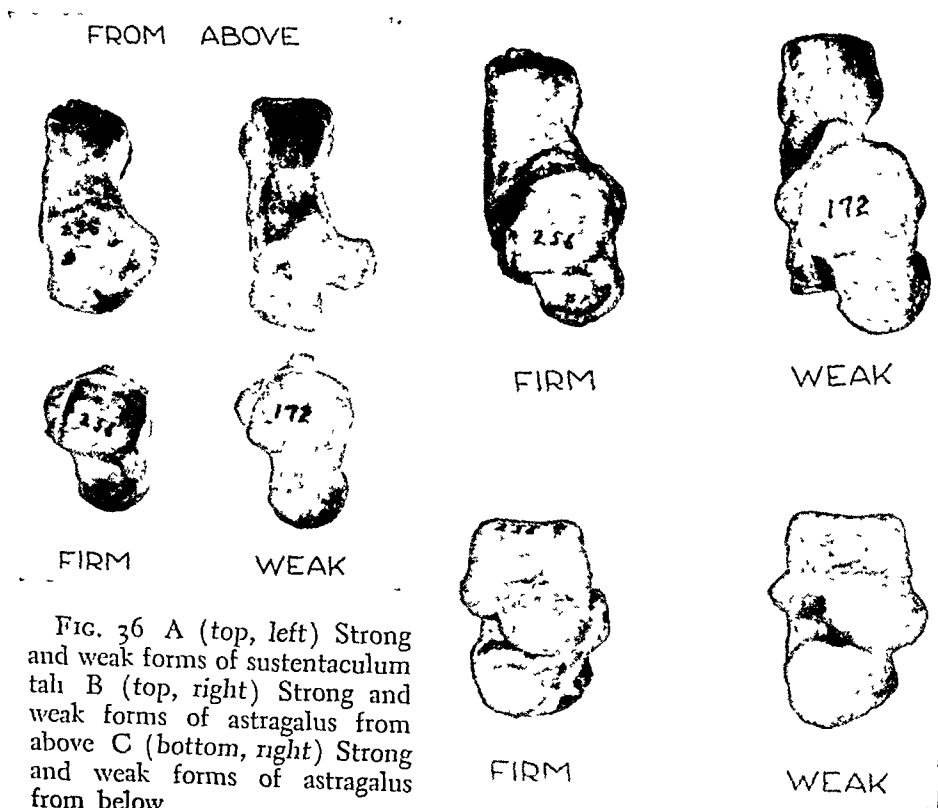 FROM ABOVE
256
256
172
256
172
FIRM WEAK
FIRM WEAK
256
FIRM WEAK
FIG. 36 A (top, left) Strong
and weak forms of sustentaculum
tali B (top, right) Strong and
weak forms of astragalus from
above C (bottom, right) Strong
and weak forms of astragalus
from below